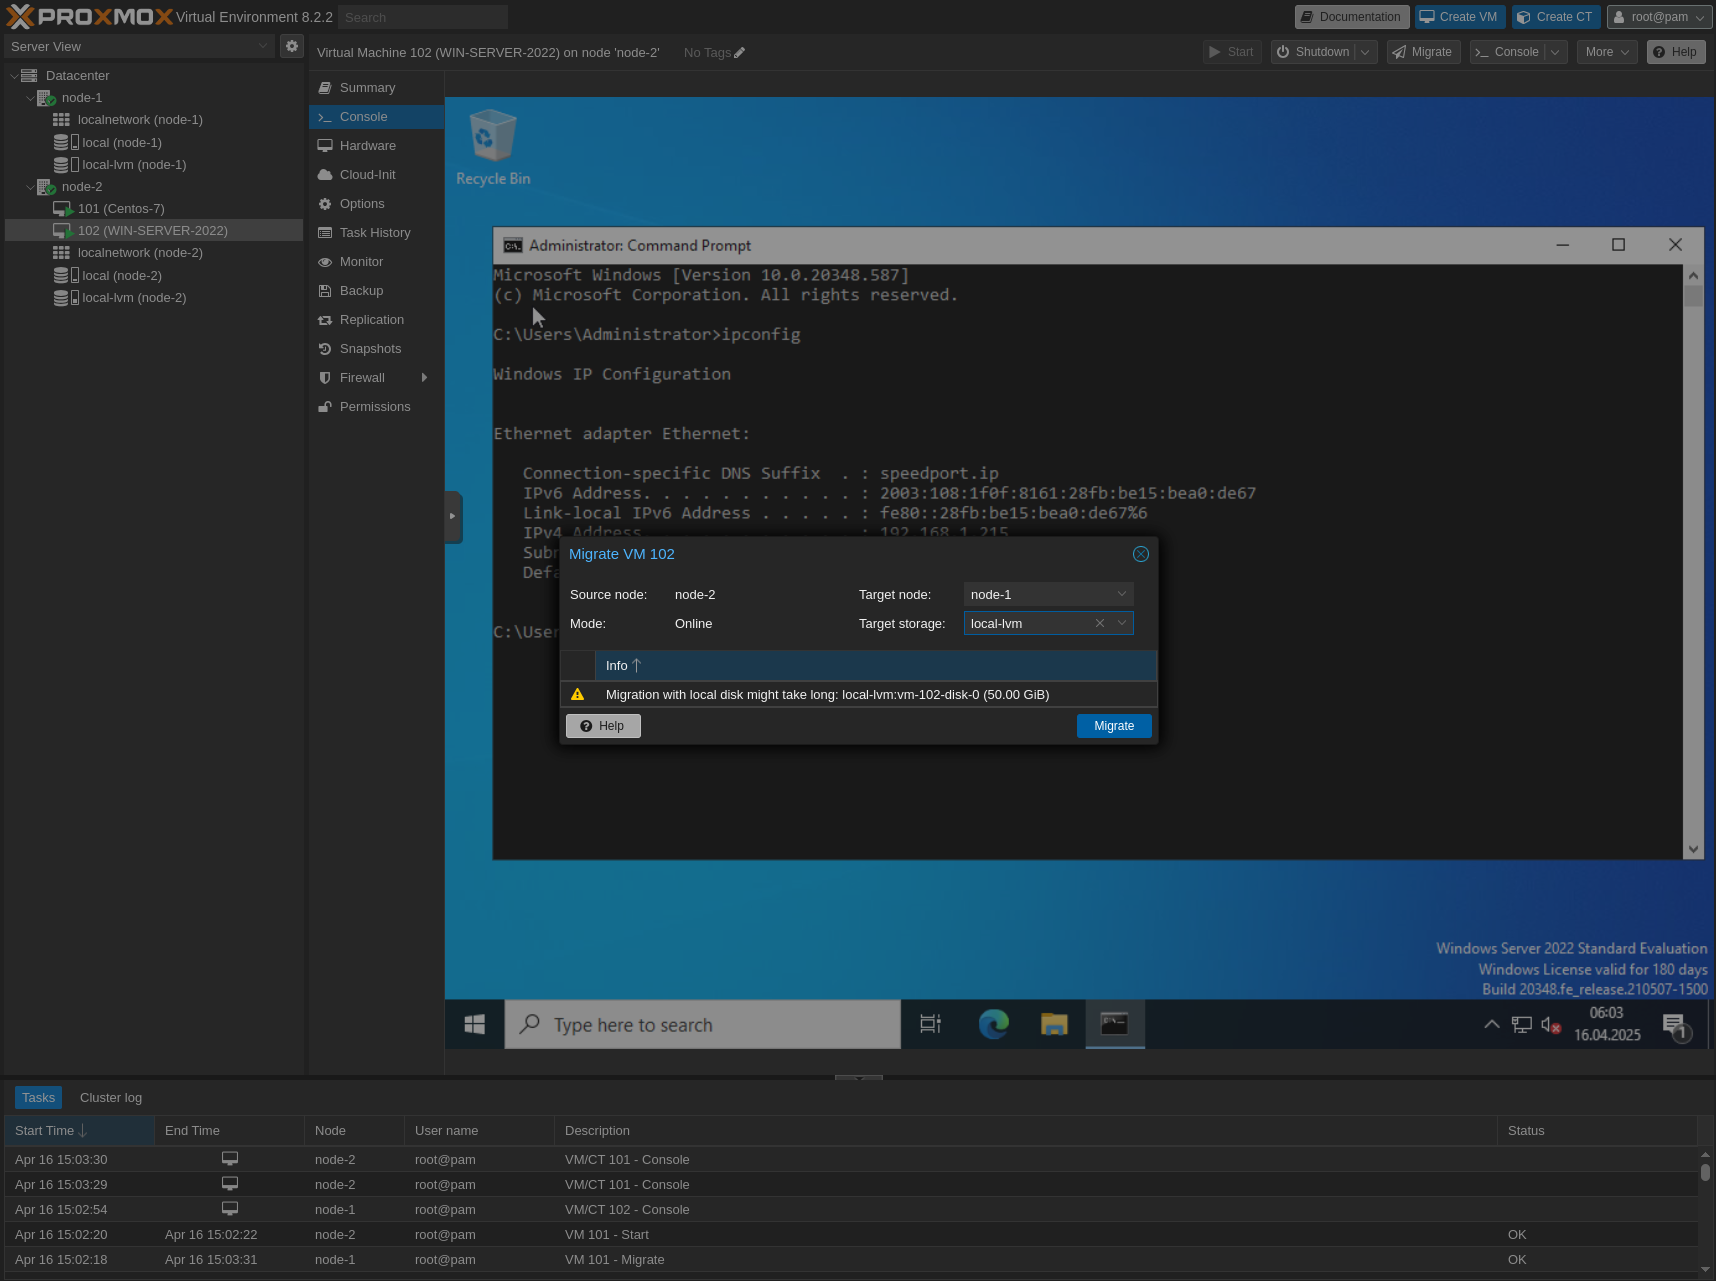 PROXMOX Virtual Environment 8.2.2 Search Documentation Create VM Create CT root@pam
Server View
Virtual Machine 102 (WIN-SERVER-2022) on node 'node-2' No Tags Start Shutdown Migrate Console More Help
Datacenter
node-1
localnetwork (node-1)
local (node-1)
local-lvm (node-1)
node-2
101 (Centos-7)
102 (WIN-SERVER-2022)
localnetwork (node-2)
local (node-2)
local-lvm (node-2)
Summary
Console
Hardware
Cloud-Init
Options
Task History
Monitor
Backup
Replication
Snapshots
Firewall
Permissions
Recycle Bin
Administrator: Command Prompt
Microsoft Windows [Version 10.0.20348.587]
(c) Microsoft Corporation. All rights reserved.
C:\Users\Administrator>ipconfig
Windows IP Configuration
Ethernet adapter Ethernet:
Connection-specific DNS Suffix . : speedport.ip
IPv6 Address. . . . . . . . . . . : 2003:108:1f0f:8161:28fb:be15:bea0:de67
Link-local IPv6 Address . . . . . : fe80::28fb:be15:bea0:de67%6
IPv4 Address. . . . . . . . . . . : 192.168.1.215
Subn
Defa
C:\User
Migrate VM 102
Source node: node-2 Target node: node-1
Mode: Online Target storage: local-lvm
Info
Migration with local disk might take long: local-lvm:vm-102-disk-0 (50.00 GiB)
Help Migrate
Windows Server 2022 Standard Evaluation
Windows License valid for 180 days
Build 20348.fe_release.210507-1500
Type here to search
06:03
16.04.2025
1
Tasks Cluster log
Start Time End Time Node User name Description Status
Apr 16 15:03:30 node-2 root@pam VM/CT 101 - Console
Apr 16 15:03:29 node-2 root@pam VM/CT 101 - Console
Apr 16 15:02:54 node-1 root@pam VM/CT 102 - Console
Apr 16 15:02:20 Apr 16 15:02:22 node-2 root@pam VM 101 - Start OK
Apr 16 15:02:18 Apr 16 15:03:31 node-1 root@pam VM 101 - Migrate OK